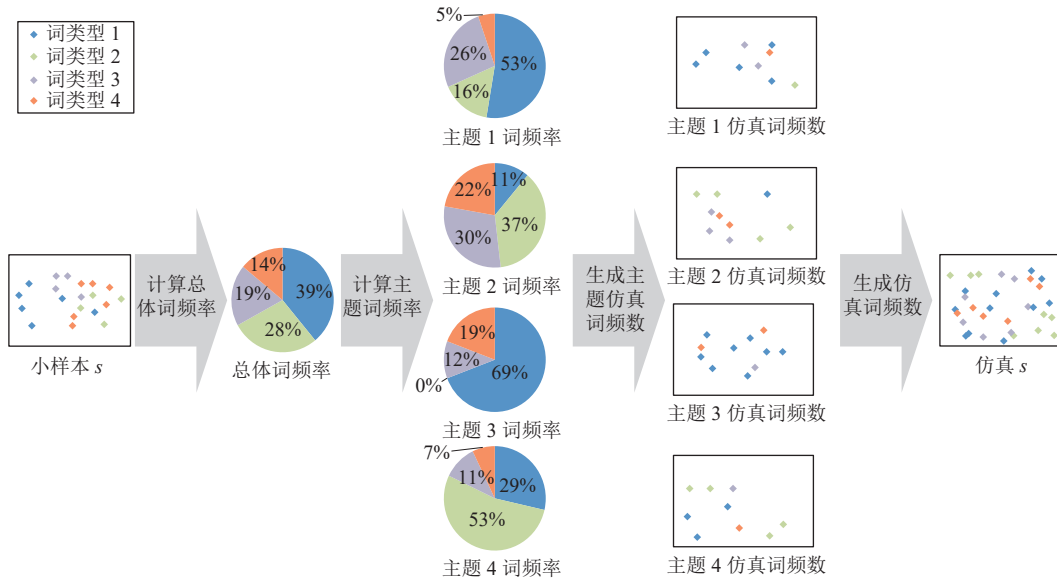 词类型 1
词类型 2
词类型 3
词类型 4
小样本 s
计算总
体词频率
14%
39%
19%
28%
总体词频率
计算主
题词频率
5%
26%
53%
16%
主题 1 词频率
22%
11%
37%
30%
主题 2 词频率
19%
12%
0%
69%
主题 3 词频率
7%
11%
29%
53%
主题 4 词频率
生成主
题仿真
词频数
主题 1 仿真词频数
主题 2 仿真词频数
主题 3 仿真词频数
主题 4 仿真词频数
生成仿
真词频数
仿真 s